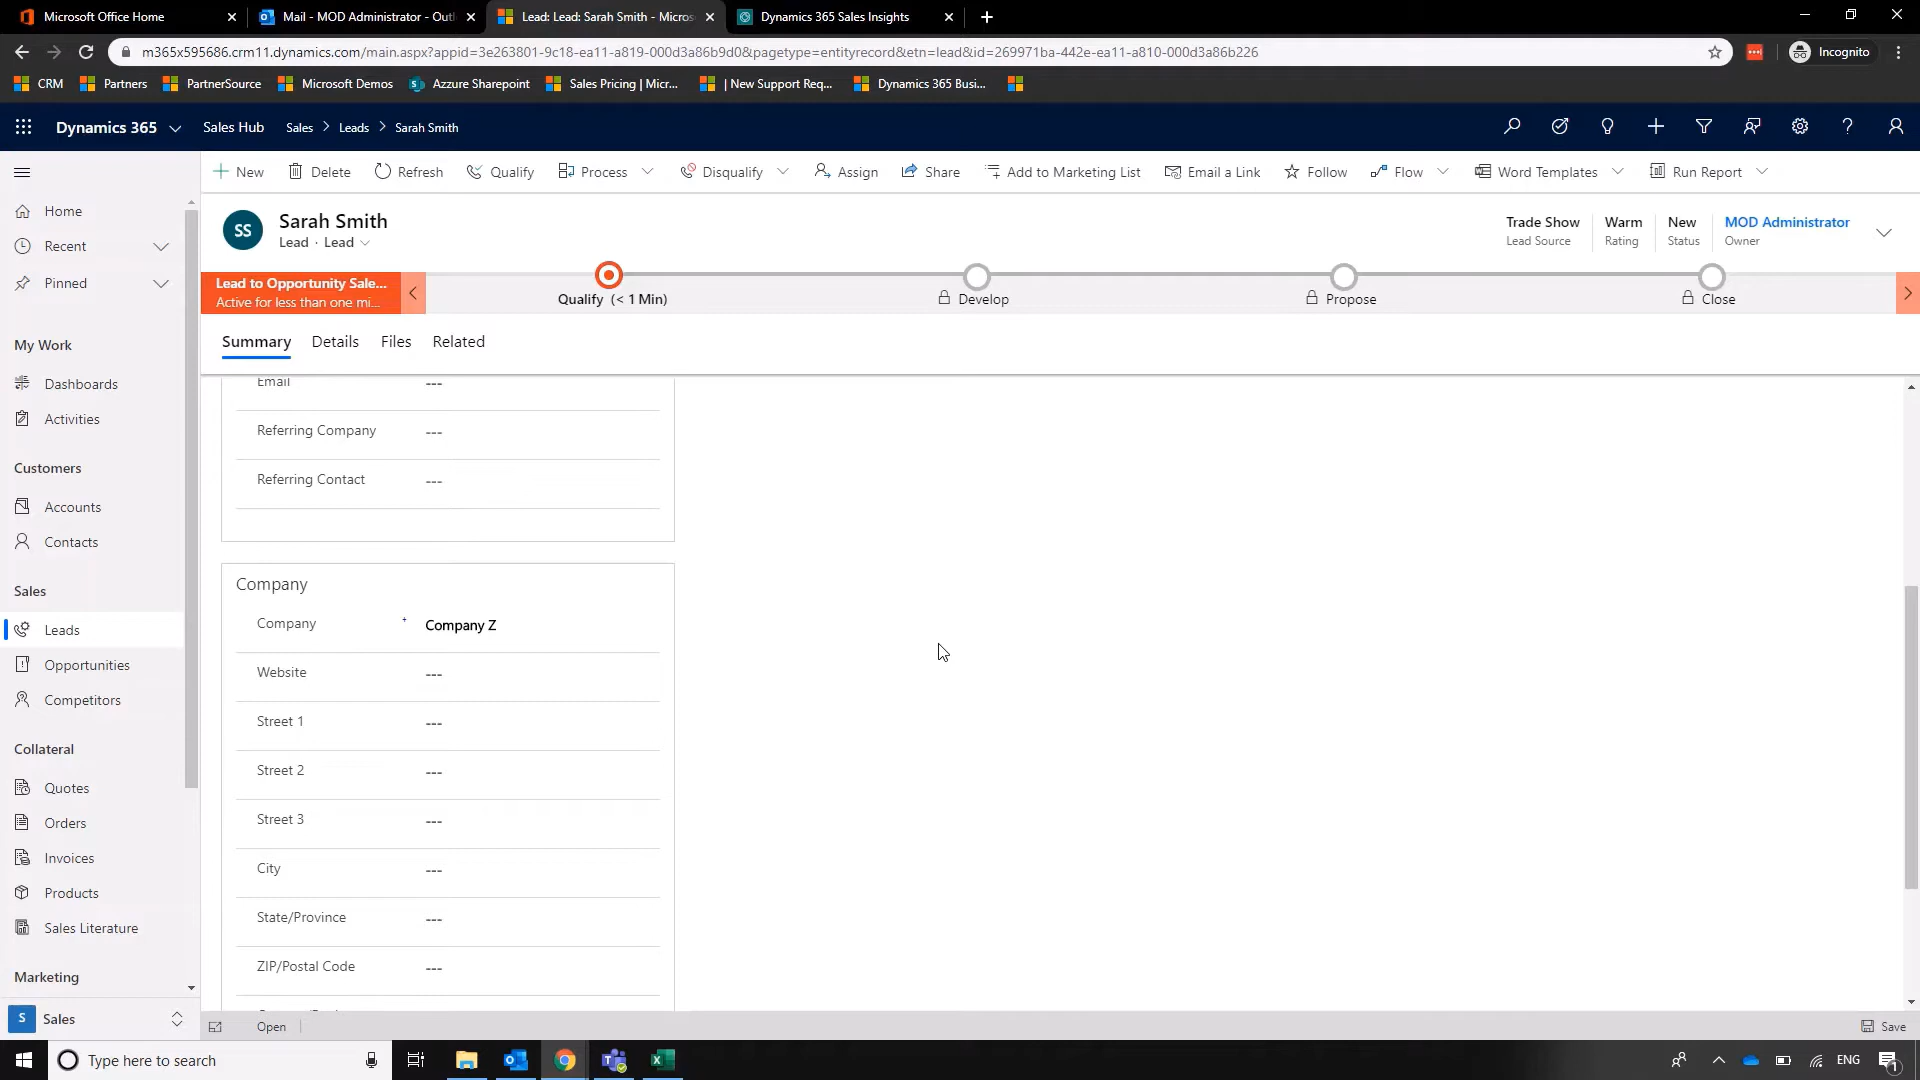 Microsoft Office Home
Mail - MOD Administrator - Outl
Lead: Lead: Sarah Smith - Micros
Dynamics 365 Sales Insights
m365x595686.crm11.dynamics.com/main.aspx?appid=3e263801-9c18-ea11-a819-000d3a86b9d0&pagetype=entityrecord&etn=lead&id=269971ba-442e-ea11-a810-000d3a86b226
Incognito
CRM
Partners
PartnerSource
Microsoft Demos
Azzure Sharepoint
Sales Pricing | Micr...
| New Support Req...
Dynamics 365 Busi...
Dynamics 365
Sales Hub
Sales > Leads > Sarah Smith
New
Delete
Refresh
Qualify
Process
Disqualify
Assign
Share
Add to Marketing List
Email a Link
Follow
Flow
Word Templates
Run Report
SS
Sarah Smith
Lead · Lead
Trade Show
Lead Source
Warm
Rating
New
Status
MOD Administrator
Owner
Lead to Opportunity Sale...
Active for less than one mi...
Qualify (< 1 Min)
Develop
Propose
Close
Summary
Details
Files
Related
Home
Recent
Pinned
My Work
Dashboards
Activities
Customers
Accounts
Contacts
Sales
Leads
Opportunities
Competitors
Collateral
Quotes
Orders
Invoices
Products
Sales Literature
Marketing
S Sales
Email ---
Referring Company ---
Referring Contact ---
Company
Company + Company Z
Website ---
Street 1 ---
Street 2 ---
Street 3 ---
City ---
State/Province ---
ZIP/Postal Code ---
Open
Save
Type here to search
ENG
1